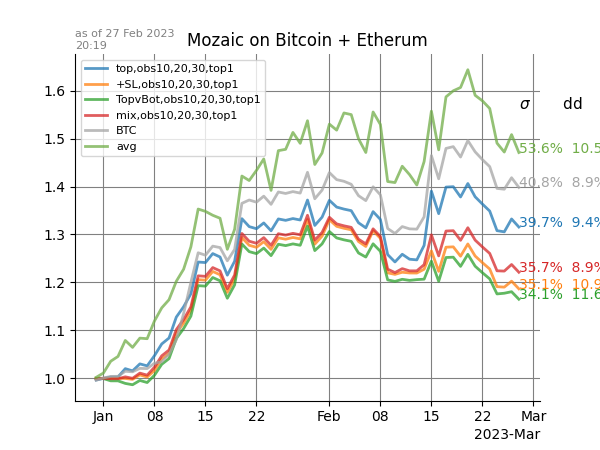 as of 27 Feb 2023
20:19
Mozaic on Bitcoin + Etherum
top,obs10,20,30,top1
+SL,obs10,20,30,top1
TopvBot,obs10,20,30,top1
mix,obs10,20,30,top1
BTC
avg
σ dd
1.6
1.5
1.4
1.3
1.2
1.1
1.0
53.6% 10.5
40.8% 8.9%
39.7% 9.4%
35.7% 8.9%
35.1% 10.9
34.1% 11.6
Jan 08 15 22 Feb 08 15 22 Mar
2023-Mar